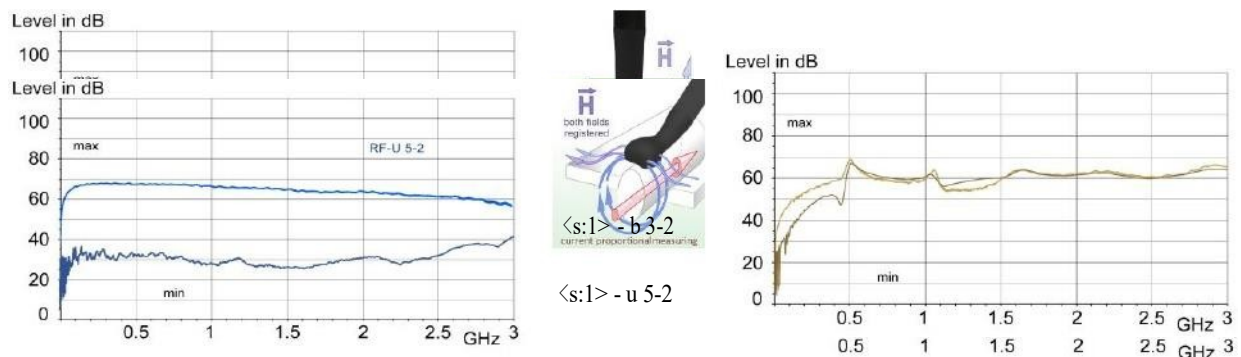 Level in dB
100
Level in dB
100
80
60
40
20
0
max
RF-U 5-2
min
0.5 1 1.5 2 2.5 GHz 3
H
H
both fields
registered
<s:1> - b 3-2
current proportionalmeasuring
<s:1> - u 5-2
Level in dB
100
80
60
40
20
0
max
min
0.5 1 1.5 2 2.5 GHz 3
0.5 1 1.5 2 2.5 GHz 3